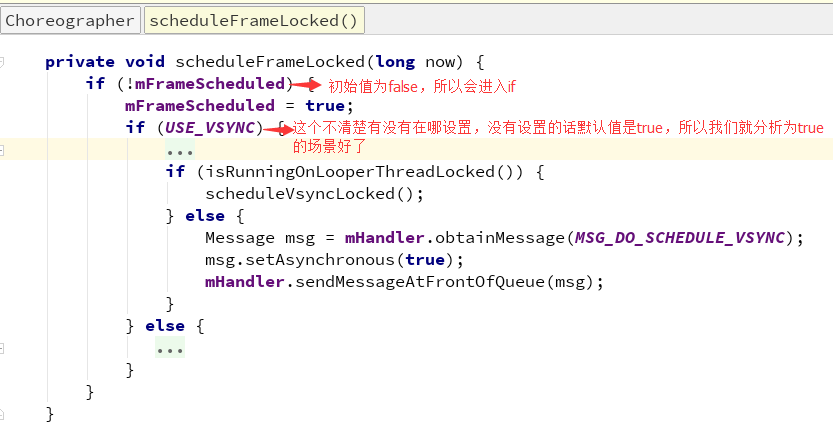 Choreographer scheduleFrameLocked()
private void scheduleFrameLocked(long now) {
if (!mFrameScheduled) { 初始值为false，所以会进入if
mFrameScheduled = true;
if (USE_VSYNC) { 这个不清楚有没有在哪设置，没有设置的话默认值是true，所以我们就分析为true
... 的场景好了
if (isRunningOnLooperThreadLocked()) {
scheduleVsyncLocked();
} else {
Message msg = mHandler.obtainMessage(MSG_DO_SCHEDULE_VSYNC);
msg.setAsynchronous(true);
mHandler.sendMessageAtFrontOfQueue(msg);
}
} else {
...
}
}
}